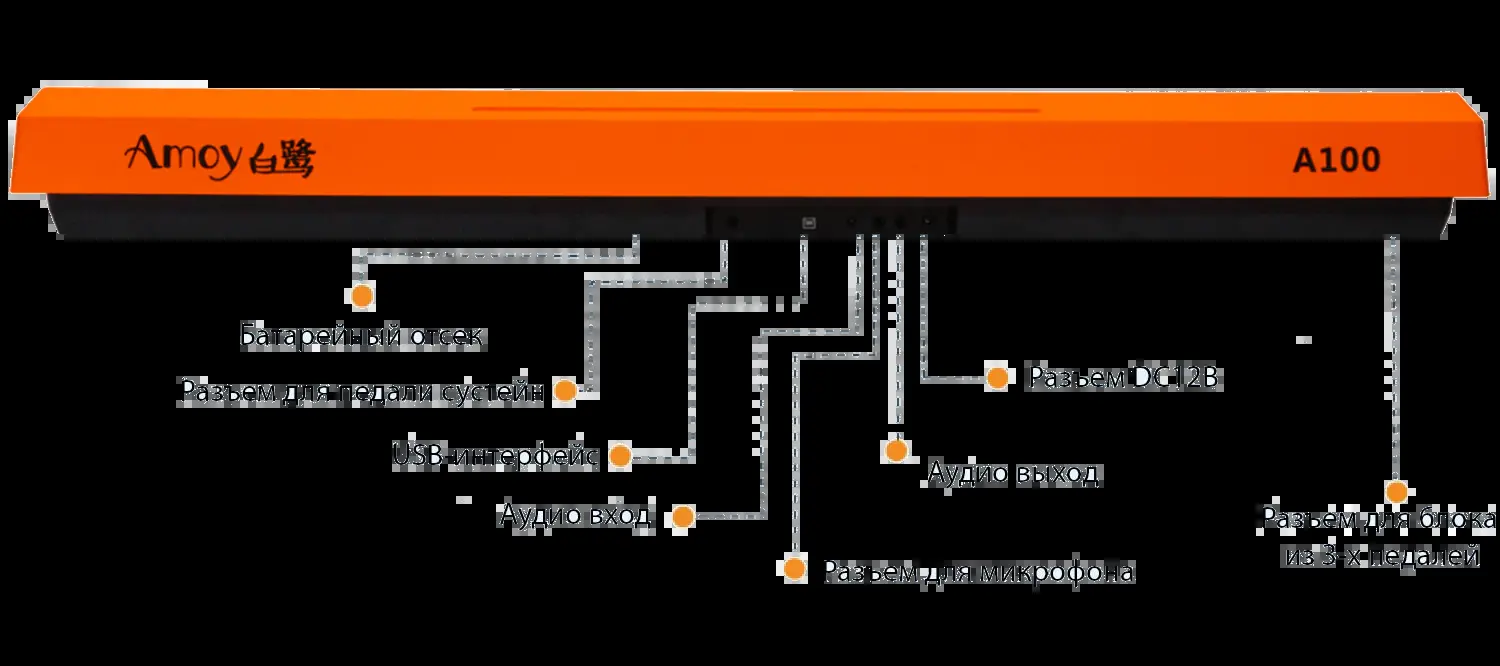 Amoy 白鹭
A100
Батарейный отсек
Разъем для педали сустейн
USB-интерфейс
Аудио вход
Разъем для микрофона
Аудио выход
Разъем DC12B
Разъем для блока
из 3-х педалей